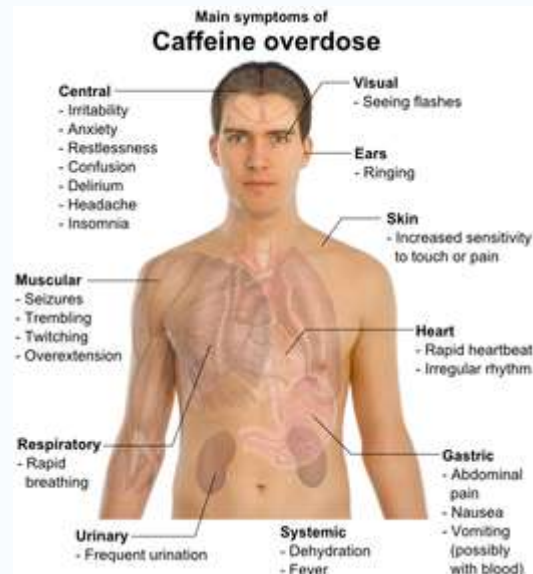 Main symptoms of
Caffeine overdose
Central
- Irritability
- Anxiety
- Restlessness
- Confusion
- Delirium
- Headache
- Insomnia
Visual
- Seeing flashes
Ears
- Ringing
Skin
- Increased sensitivity
to touch or pain
Muscular
- Seizures
- Trembling
- Twitching
- Overextension
Heart
- Rapid heartbeat
- Irregular rhythm
Respiratory
- Rapid
breathing
Gastric
- Abdominal
pain
- Nausea
- Vomiting
(possibly
with blood)
Urinary
- Frequent urination
Systemic
- Dehydration
- Fever